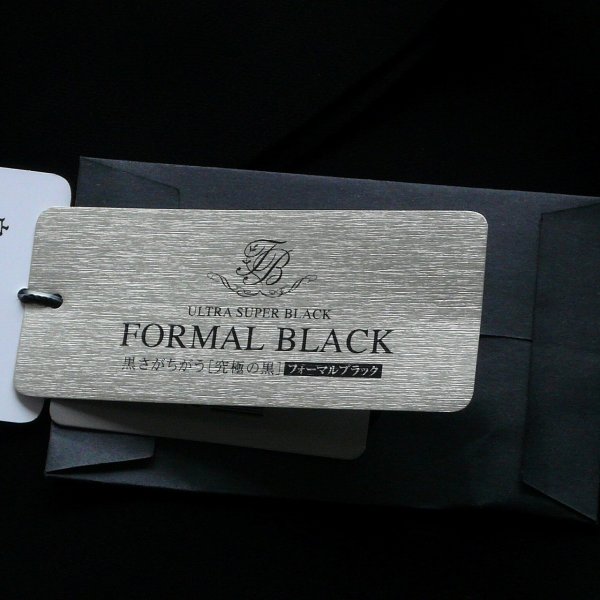 FB
ULTRA SUPER BLACK
FORMAL BLACK
黒さがちがう[究極の黒]フォーマルブラック